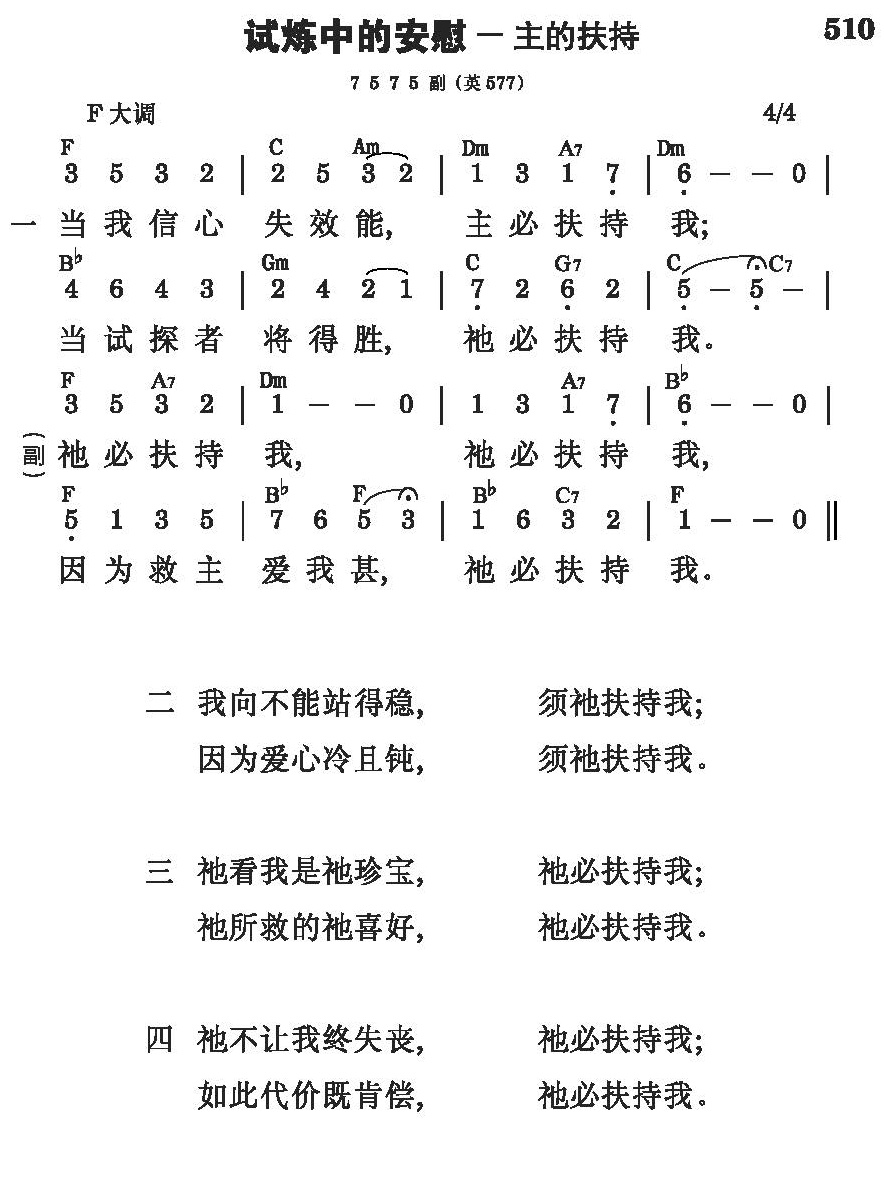 试炼中的安慰－主的扶持 510
7 5 7 5 副（英577）
F大调 4/4
F C Am Dm A7 Dm
3 5 3 2 | 2 5 3 2 | 1 3 1 7 | 6 － － 0 |
一 当我信心 失效能, 主必扶持 我;
B♭ Gm C G7 C C7
4 6 4 3 | 2 4 2 1 | 7 2 6 2 | 5 － 5 － |
当试探者 将得胜, 祂必扶持 我。
F A7 Dm A7 B♭
3 5 3 2 | 1 － － 0 | 1 3 1 7 | 6 － － 0 |
(副) 祂必扶持 我, 祂必扶持 我,
F B♭ F B♭ C7 F
5 1 3 5 | 7 6 5 3 | 1 6 3 2 | 1 － － 0 ‖
因为救主 爱我甚, 祂必扶持 我。
二 我向不能站得稳, 须祂扶持我;
因为爱心冷且钝, 须祂扶持我。
三 祂看我是祂珍宝, 祂必扶持我;
祂所救的祂喜好, 祂必扶持我。
四 祂不让我终失丧, 祂必扶持我;
如此代价既肯偿, 祂必扶持我。